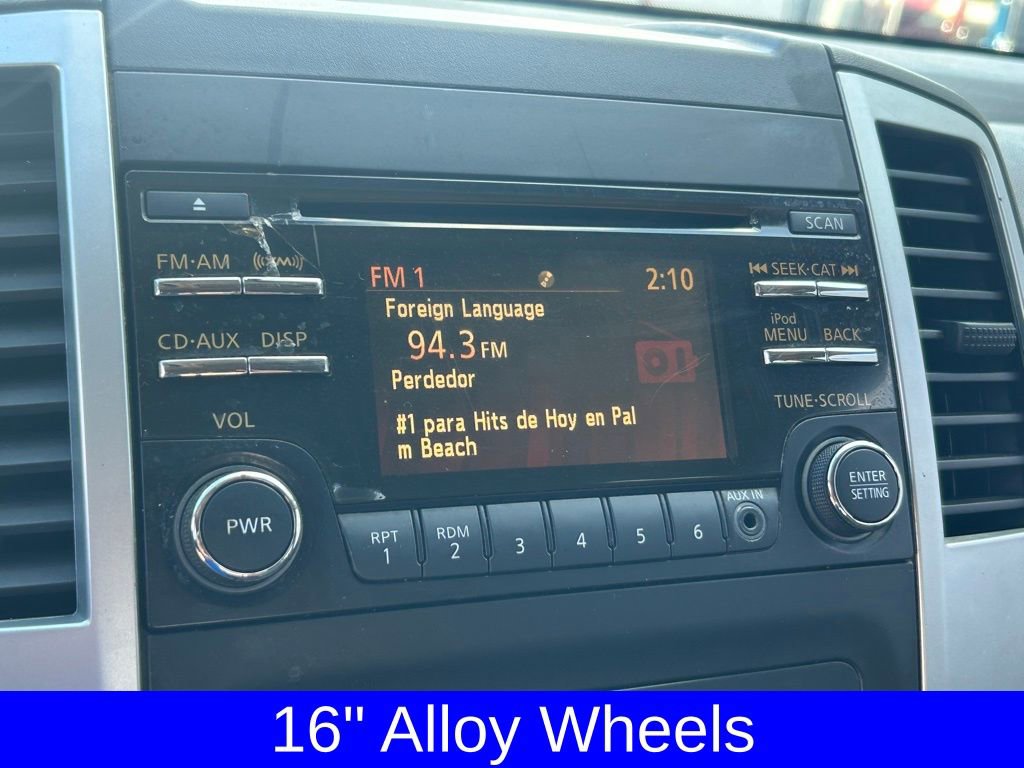 SCAN
FM·AM
((XM))
FM 1
2:10
SEEK·CAT
Foreign Language
94.3 FM
iPod
MENU
BACK
CD·AUX
DISP
Perdedor
#1 para Hits de Hoy en Pal
m Beach
VOL
TUNE·SCROLL
PWR
ENTER
SETTING
RPT
1
RDM
2
3
4
5
6
AUX IN
16" Alloy Wheels